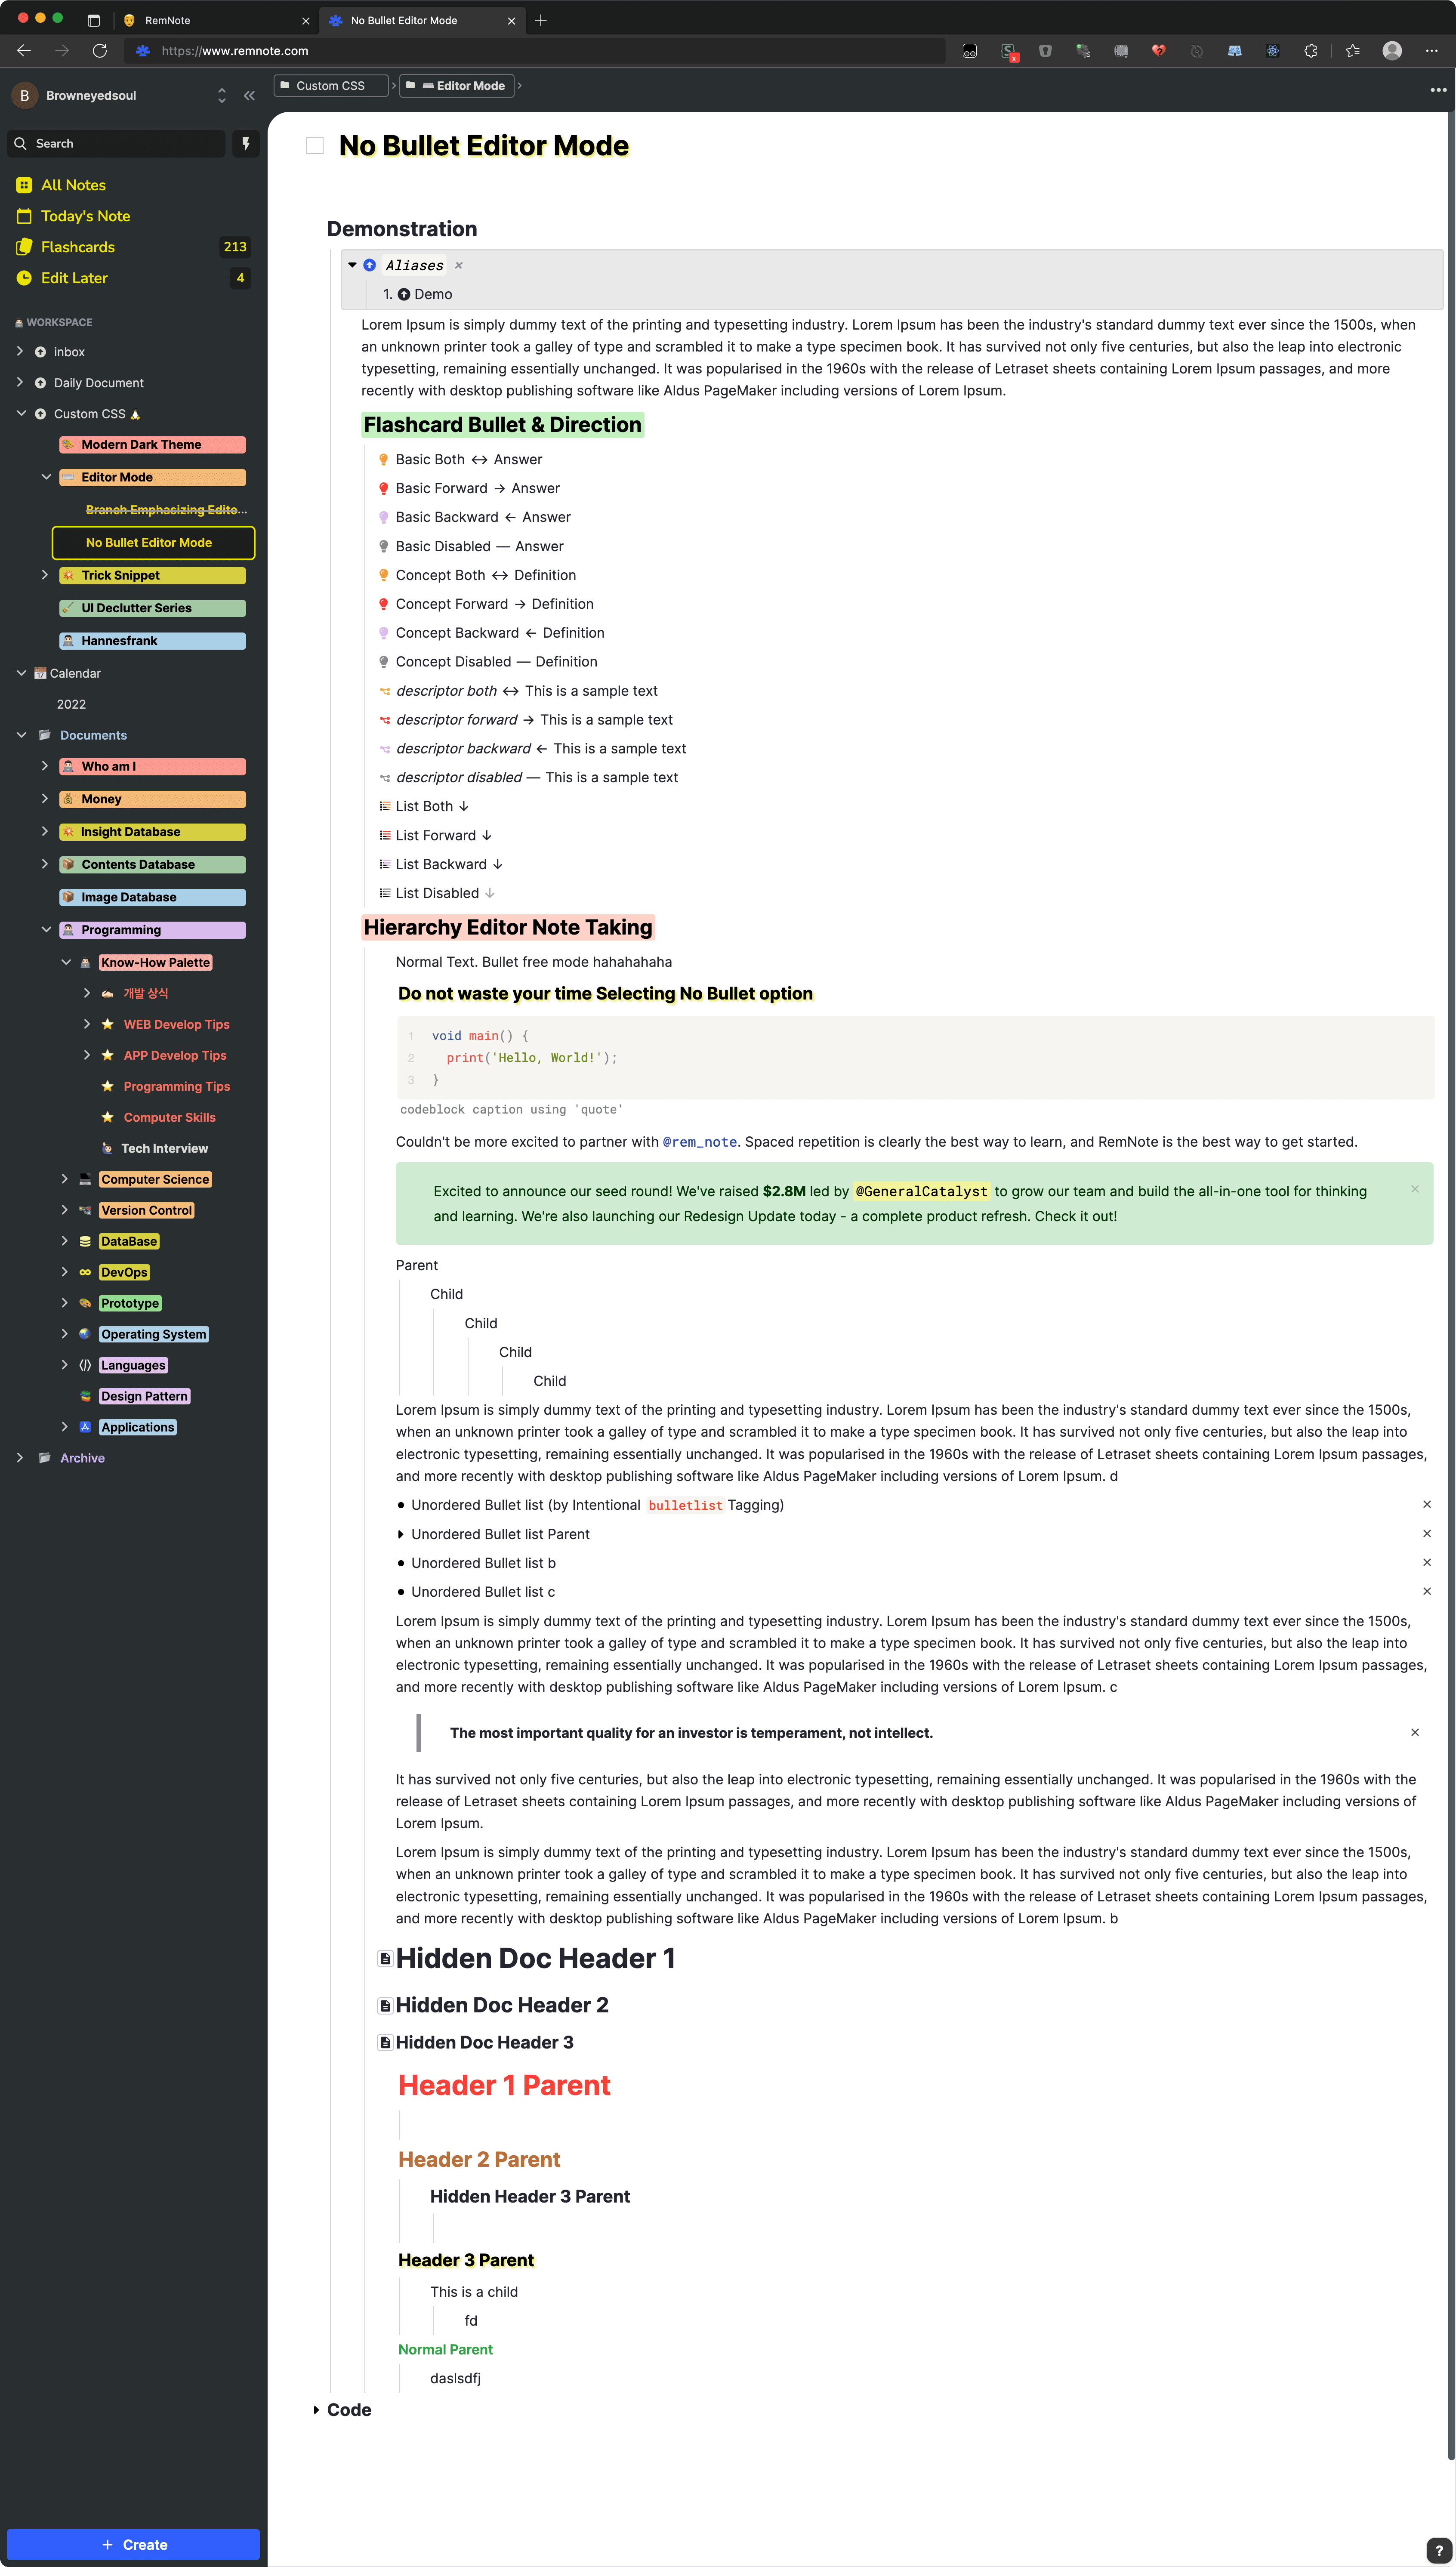 RemNote
No Bullet Editor Mode
https://www.remnote.com
B Browneyedsoul
Search
All Notes
Today's Note
Flashcards 213
Edit Later 4
WORKSPACE
inbox
Daily Document
Custom CSS
Modern Dark Theme
Editor Mode
Branch Emphasizing Edito...
No Bullet Editor Mode
Trick Snippet
UI Declutter Series
Hannesfrank
Calendar
2022
Documents
Who am I
Money
Insight Database
Contents Database
Image Database
Programming
Know-How Palette
개발 상식
WEB Develop Tips
APP Develop Tips
Programming Tips
Computer Skills
Tech Interview
Computer Science
Version Control
DataBase
DevOps
Prototype
Operating System
Languages
Design Pattern
Applications
Archive
+ Create
Custom CSS
Editor Mode
No Bullet Editor Mode
Demonstration
Aliases
1. Demo
Lorem Ipsum is simply dummy text of the printing and typesetting industry. Lorem Ipsum has been the industry's standard dummy text ever since the 1500s, when
an unknown printer took a galley of type and scrambled it to make a type specimen book. It has survived not only five centuries, but also the leap into electronic
typesetting, remaining essentially unchanged. It was popularised in the 1960s with the release of Letraset sheets containing Lorem Ipsum passages, and more
recently with desktop publishing software like Aldus PageMaker including versions of Lorem Ipsum.
Flashcard Bullet & Direction
Basic Both ↔ Answer
Basic Forward → Answer
Basic Backward ← Answer
Basic Disabled — Answer
Concept Both ↔ Definition
Concept Forward → Definition
Concept Backward ← Definition
Concept Disabled — Definition
descriptor both ↔ This is a sample text
descriptor forward → This is a sample text
descriptor backward ← This is a sample text
descriptor disabled — This is a sample text
List Both ↓
List Forward ↓
List Backward ↓
List Disabled ↓
Hierarchy Editor Note Taking
Normal Text. Bullet free mode hahahahaha
Do not waste your time Selecting No Bullet option
1 void main() {
2 print('Hello, World!');
3 }
codeblock caption using 'quote'
Couldn't be more excited to partner with @rem_note. Spaced repetition is clearly the best way to learn, and RemNote is the best way to get started.
Excited to announce our seed round! We've raised $2.8M led by @GeneralCatalyst to grow our team and build the all-in-one tool for thinking
and learning. We're also launching our Redesign Update today - a complete product refresh. Check it out!
Parent
Child
Child
Child
Child
Lorem Ipsum is simply dummy text of the printing and typesetting industry. Lorem Ipsum has been the industry's standard dummy text ever since the 1500s,
when an unknown printer took a galley of type and scrambled it to make a type specimen book. It has survived not only five centuries, but also the leap into
electronic typesetting, remaining essentially unchanged. It was popularised in the 1960s with the release of Letraset sheets containing Lorem Ipsum passages,
and more recently with desktop publishing software like Aldus PageMaker including versions of Lorem Ipsum. d
Unordered Bullet list (by Intentional bulletlist Tagging)
Unordered Bullet list Parent
Unordered Bullet list b
Unordered Bullet list c
Lorem Ipsum is simply dummy text of the printing and typesetting industry. Lorem Ipsum has been the industry's standard dummy text ever since the 1500s,
when an unknown printer took a galley of type and scrambled it to make a type specimen book. It has survived not only five centuries, but also the leap into
electronic typesetting, remaining essentially unchanged. It was popularised in the 1960s with the release of Letraset sheets containing Lorem Ipsum passages,
and more recently with desktop publishing software like Aldus PageMaker including versions of Lorem Ipsum. c
The most important quality for an investor is temperament, not intellect.
It has survived not only five centuries, but also the leap into electronic typesetting, remaining essentially unchanged. It was popularised in the 1960s with the
release of Letraset sheets containing Lorem Ipsum passages, and more recently with desktop publishing software like Aldus PageMaker including versions of
Lorem Ipsum.
Lorem Ipsum is simply dummy text of the printing and typesetting industry. Lorem Ipsum has been the industry's standard dummy text ever since the 1500s,
when an unknown printer took a galley of type and scrambled it to make a type specimen book. It has survived not only five centuries, but also the leap into
electronic typesetting, remaining essentially unchanged. It was popularised in the 1960s with the release of Letraset sheets containing Lorem Ipsum passages,
and more recently with desktop publishing software like Aldus PageMaker including versions of Lorem Ipsum. b
Hidden Doc Header 1
Hidden Doc Header 2
Hidden Doc Header 3
Header 1 Parent
Header 2 Parent
Hidden Header 3 Parent
Header 3 Parent
This is a child
fd
Normal Parent
daslsdfj
Code
?